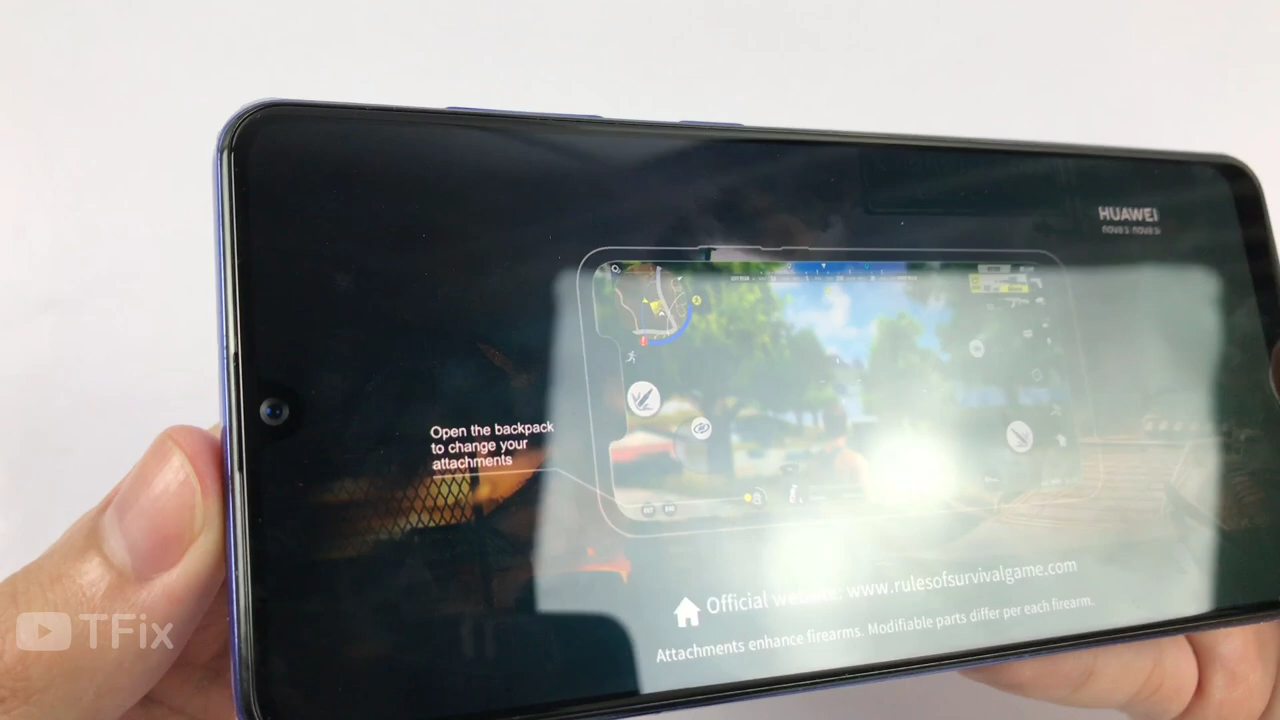 HUAWEI
Open the backpack
to change your
attachments
Official www.rulesofsurvivalgame.com
Attachments enhance firearms. Modifiable parts differ per each firearm.
TFix